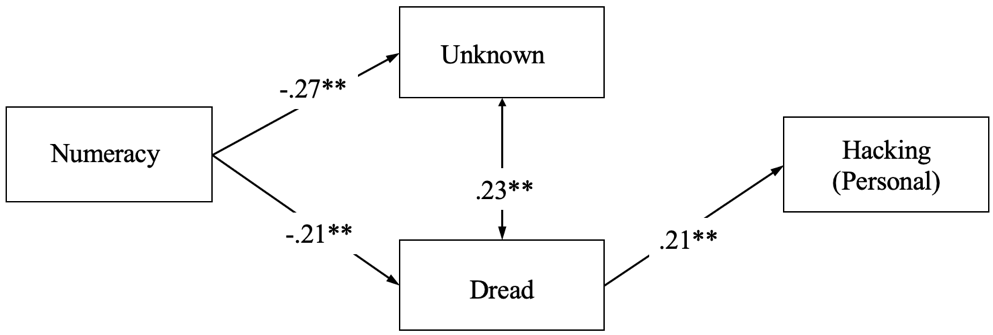 Unknown
-.27**
Numeracy
Hacking
(Personal)
.23**
-.21**
.21**
Dread